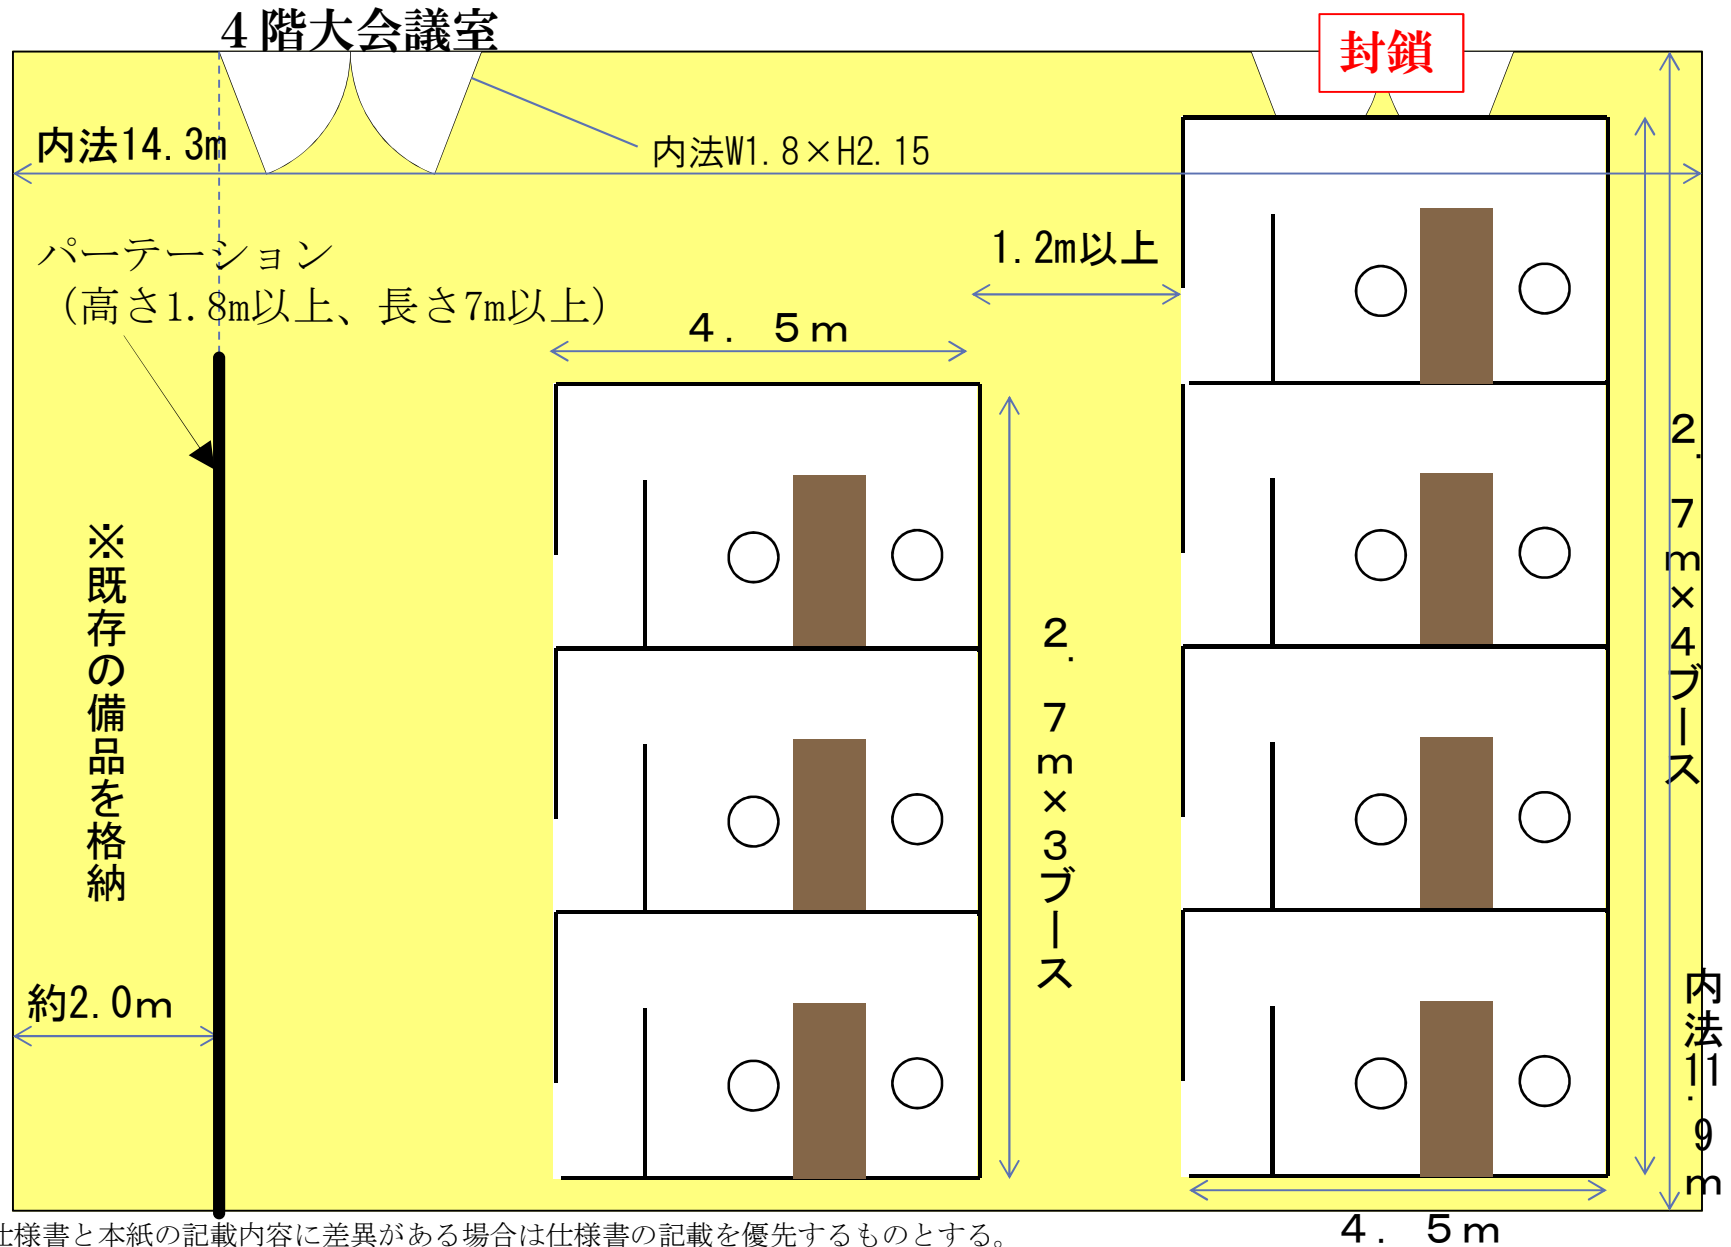 4階大会議室
封鎖
内法14.3m
内法W1.8×H2.15
パーテーション
（高さ1.8m以上、長さ7m以上）
1.2m以上
4．5m
2．7m×3ブース
2．7m×4ブース
※既存の備品を格納
約2.0m
内法11.9m
4．5m
仕様書と本紙の記載内容に差異がある場合は仕様書の記載を優先するものとする。